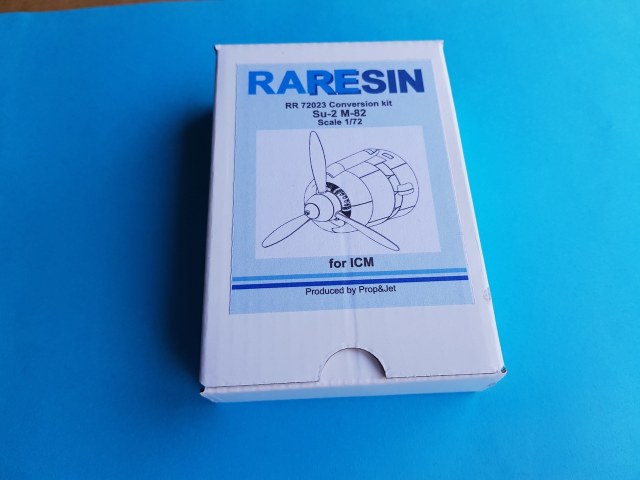 RARESIN
RR 72023 Conversion kit
Su-2 M-82
Scale 1/72
for ICM
Produced by Prop&Jet